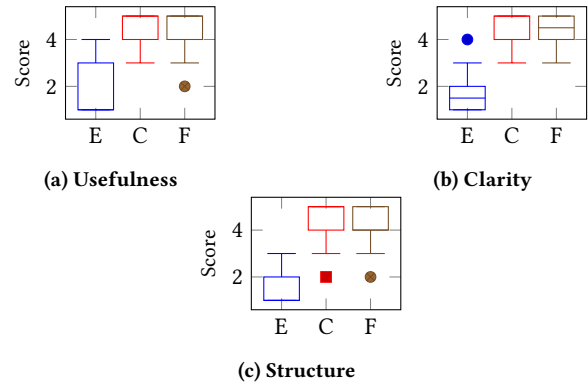 Score
4
2
E C F
(a) Usefulness
Score
4
2
E C F
(b) Clarity
Score
4
2
E C F
(c) Structure